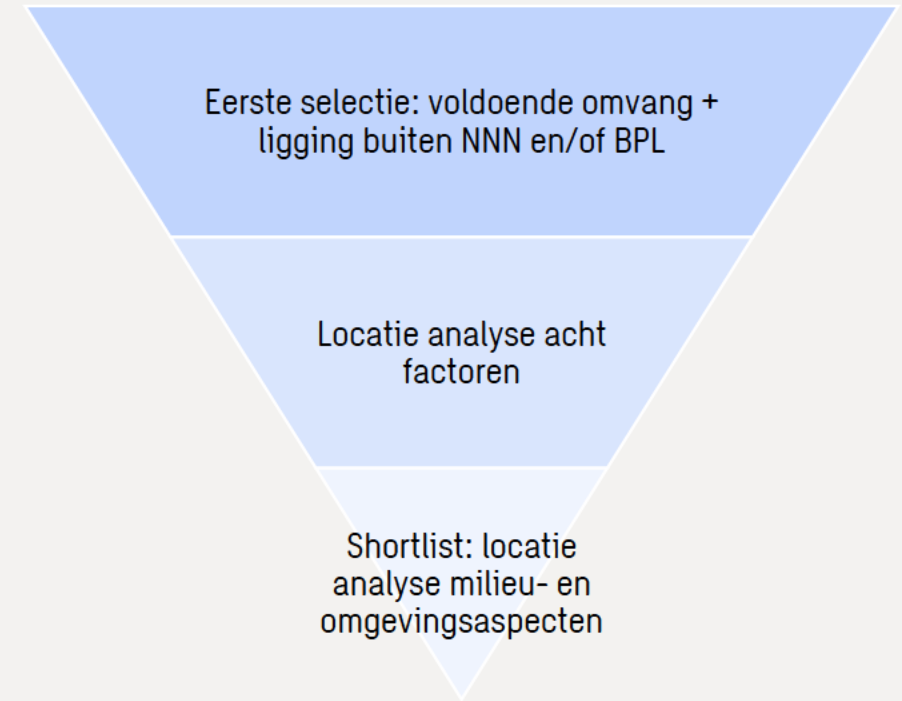 Eerste selectie: voldoende omvang +
ligging buiten NNN en/of BPL
Locatie analyse acht
factoren
Shortlist: locatie
analyse milieu- en
omgevingsaspecten